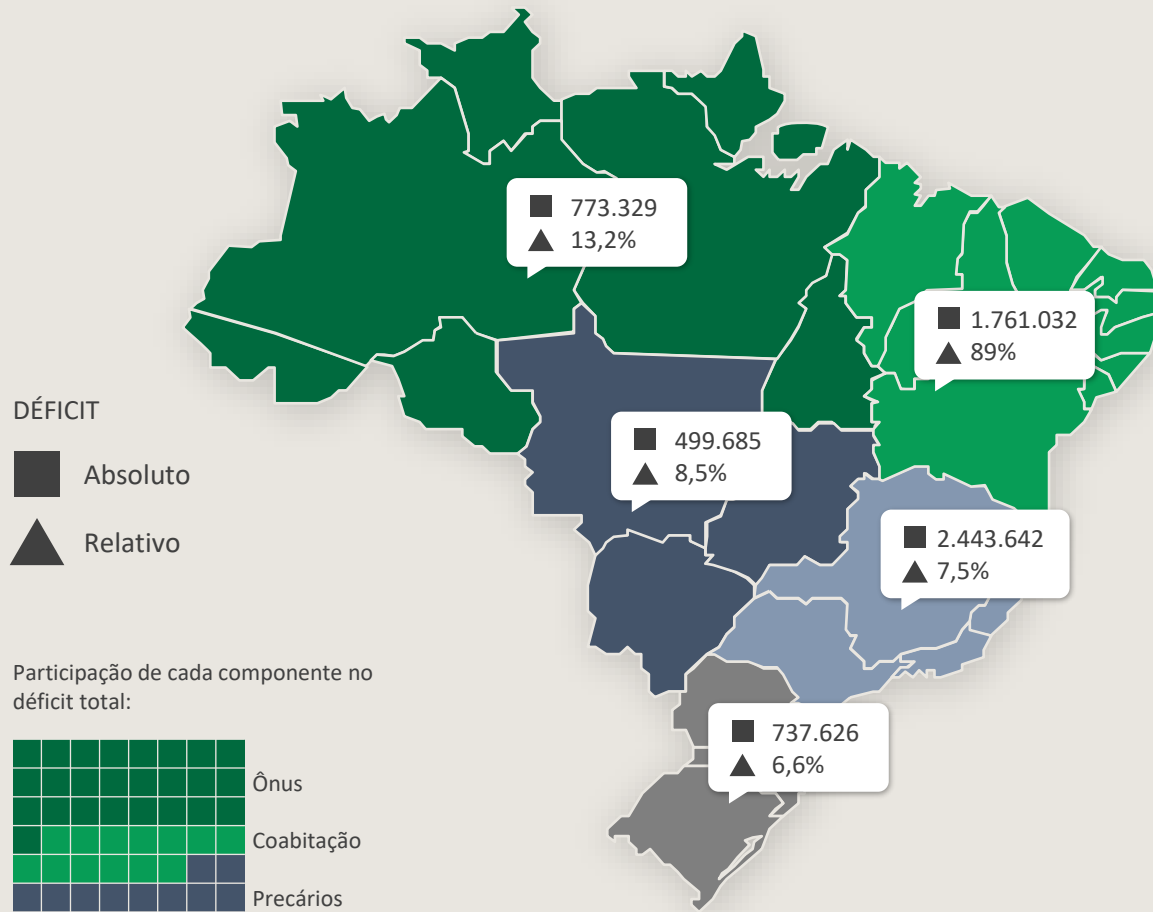 773.329
13,2%
1.761.032
89%
DÉFICIT
Absoluto
Relativo
499.685
8,5%
2.443.642
7,5%
Participação de cada componente no
déficit total:
737.626
6,6%
Ônus
Coabitação
Precários